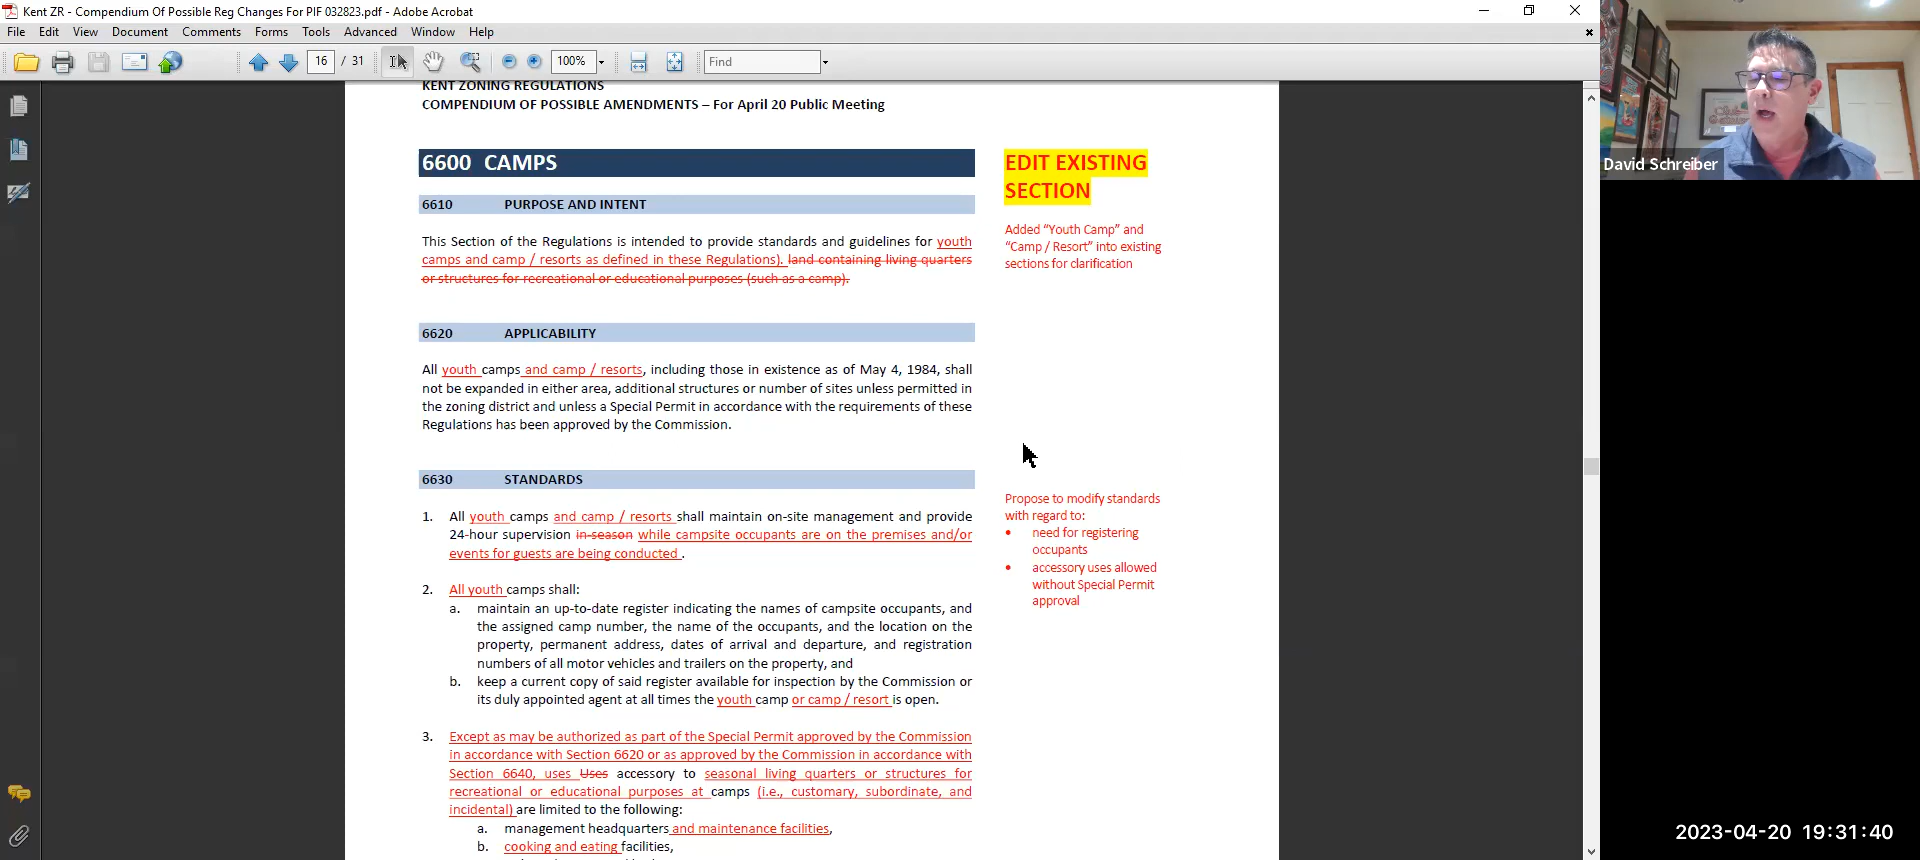 Kent ZR - Compendium Of Possible Reg Changes For PIF 032823.pdf - Adobe Acrobat
File Edit View Document Comments Forms Tools Advanced Window Help
16 / 31 100% Find
KENT ZONING REGULATIONS
COMPENDIUM OF POSSIBLE AMENDMENTS – For April 20 Public Meeting
6600 CAMPS
EDIT EXISTING
SECTION
6610 PURPOSE AND INTENT
Added “Youth Camp” and
“Camp / Resort” into existing
sections for clarification
This Section of the Regulations is intended to provide standards and guidelines for youth
camps and camp / resorts as defined in these Regulations). land containing living quarters
or structures for recreational or educational purposes (such as a camp).
6620 APPLICABILITY
All youth camps and camp / resorts, including those in existence as of May 4, 1984, shall
not be expanded in either area, additional structures or number of sites unless permitted in
the zoning district and unless a Special Permit in accordance with the requirements of these
Regulations has been approved by the Commission.
6630 STANDARDS
Propose to modify standards
with regard to:
• need for registering
occupants
• accessory uses allowed
without Special Permit
approval
1. All youth camps and camp / resorts shall maintain on-site management and provide
24-hour supervision in-season while campsite occupants are on the premises and/or
events for guests are being conducted .
2. All youth camps shall:
a. maintain an up-to-date register indicating the names of campsite occupants, and
the assigned camp number, the name of the occupants, and the location on the
property, permanent address, dates of arrival and departure, and registration
numbers of all motor vehicles and trailers on the property, and
b. keep a current copy of said register available for inspection by the Commission or
its duly appointed agent at all times the youth camp or camp / resort is open.
3. Except as may be authorized as part of the Special Permit approved by the Commission
in accordance with Section 6620 or as approved by the Commission in accordance with
Section 6640, uses Uses accessory to seasonal living quarters or structures for
recreational or educational purposes at camps (i.e., customary, subordinate, and
incidental) are limited to the following:
a. management headquarters and maintenance facilities,
b. cooking and eating facilities,
David Schreiber
2023-04-20 19:31:40